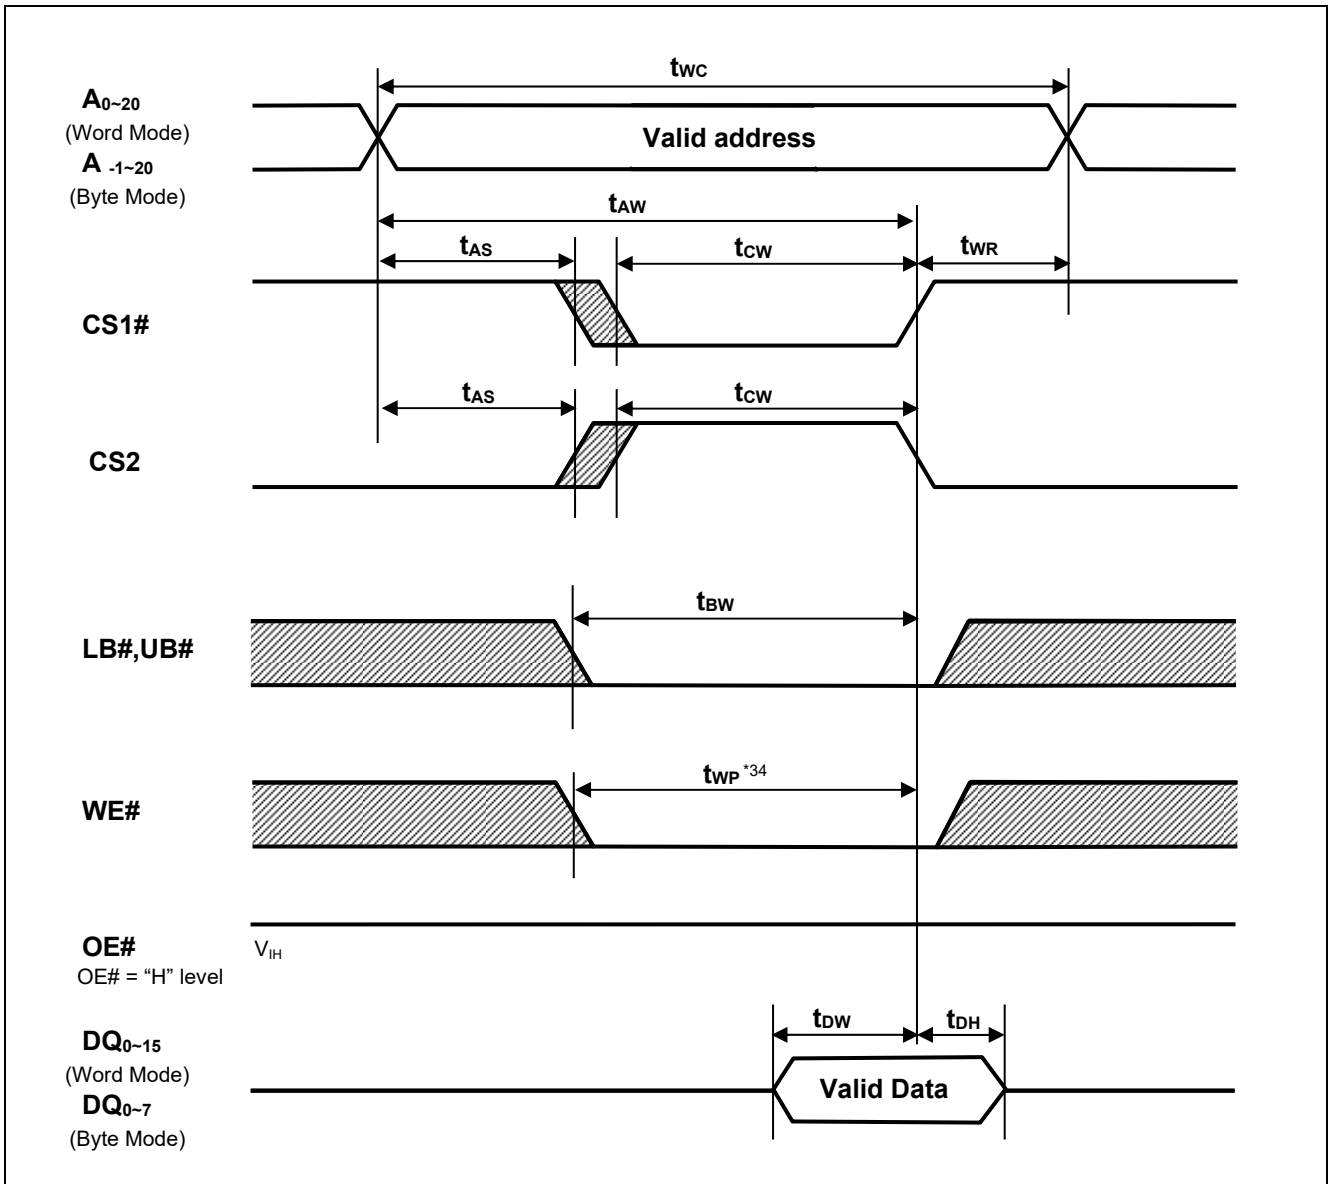 tWC
A0~20
(Word Mode)
A -1~20
(Byte Mode)
Valid address
tAW
tAS
tCW
tWR
CS1#
tAS
tCW
CS2
tBW
LB#,UB#
tWP *34
WE#
OE#
VIH
OE# = “H” level
tDW
tDH
DQ0~15
(Word Mode)
DQ0~7
(Byte Mode)
Valid Data